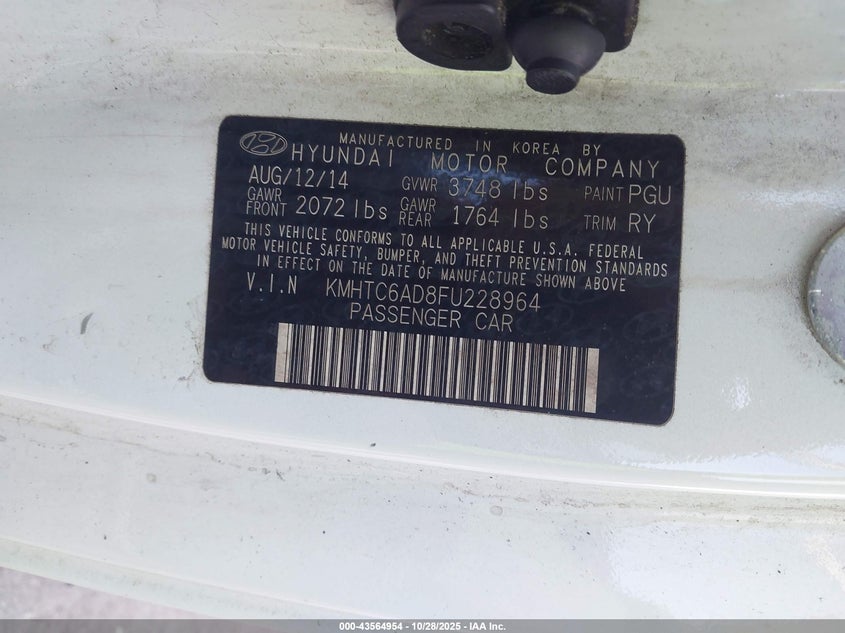 MANUFACTURED IN KOREA BY
HYUNDAI MOTOR COMPANY
AUG/12/14 GVWR 3748 lbs PAINT PGU
GAWR FRONT 2072 lbs GAWR REAR 1764 lbs TRIM RY
THIS VEHICLE CONFORMS TO ALL APPLICABLE U.S.A. FEDERAL
MOTOR VEHICLE SAFETY, BUMPER, AND THEFT PREVENTION STANDARDS
IN EFFECT ON THE DATE OF MANUFACTURE SHOWN ABOVE
V.I.N KMHTC6AD8FU228964
PASSENGER CAR
000-43564954 | 10/28/2025 - IAA Inc.